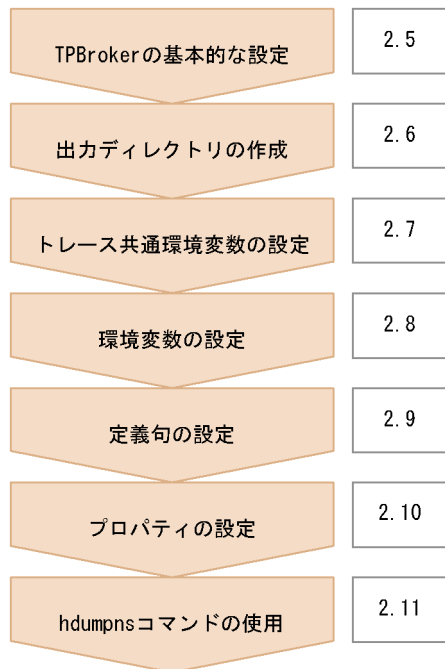 TPBrokerの基本的な設定
2.5
出力ディレクトリの作成
2.6
トレース共通環境変数の設定
2.7
環境変数の設定
2.8
定義句の設定
2.9
プロパティの設定
2.10
hdumpnsコマンドの使用
2.11